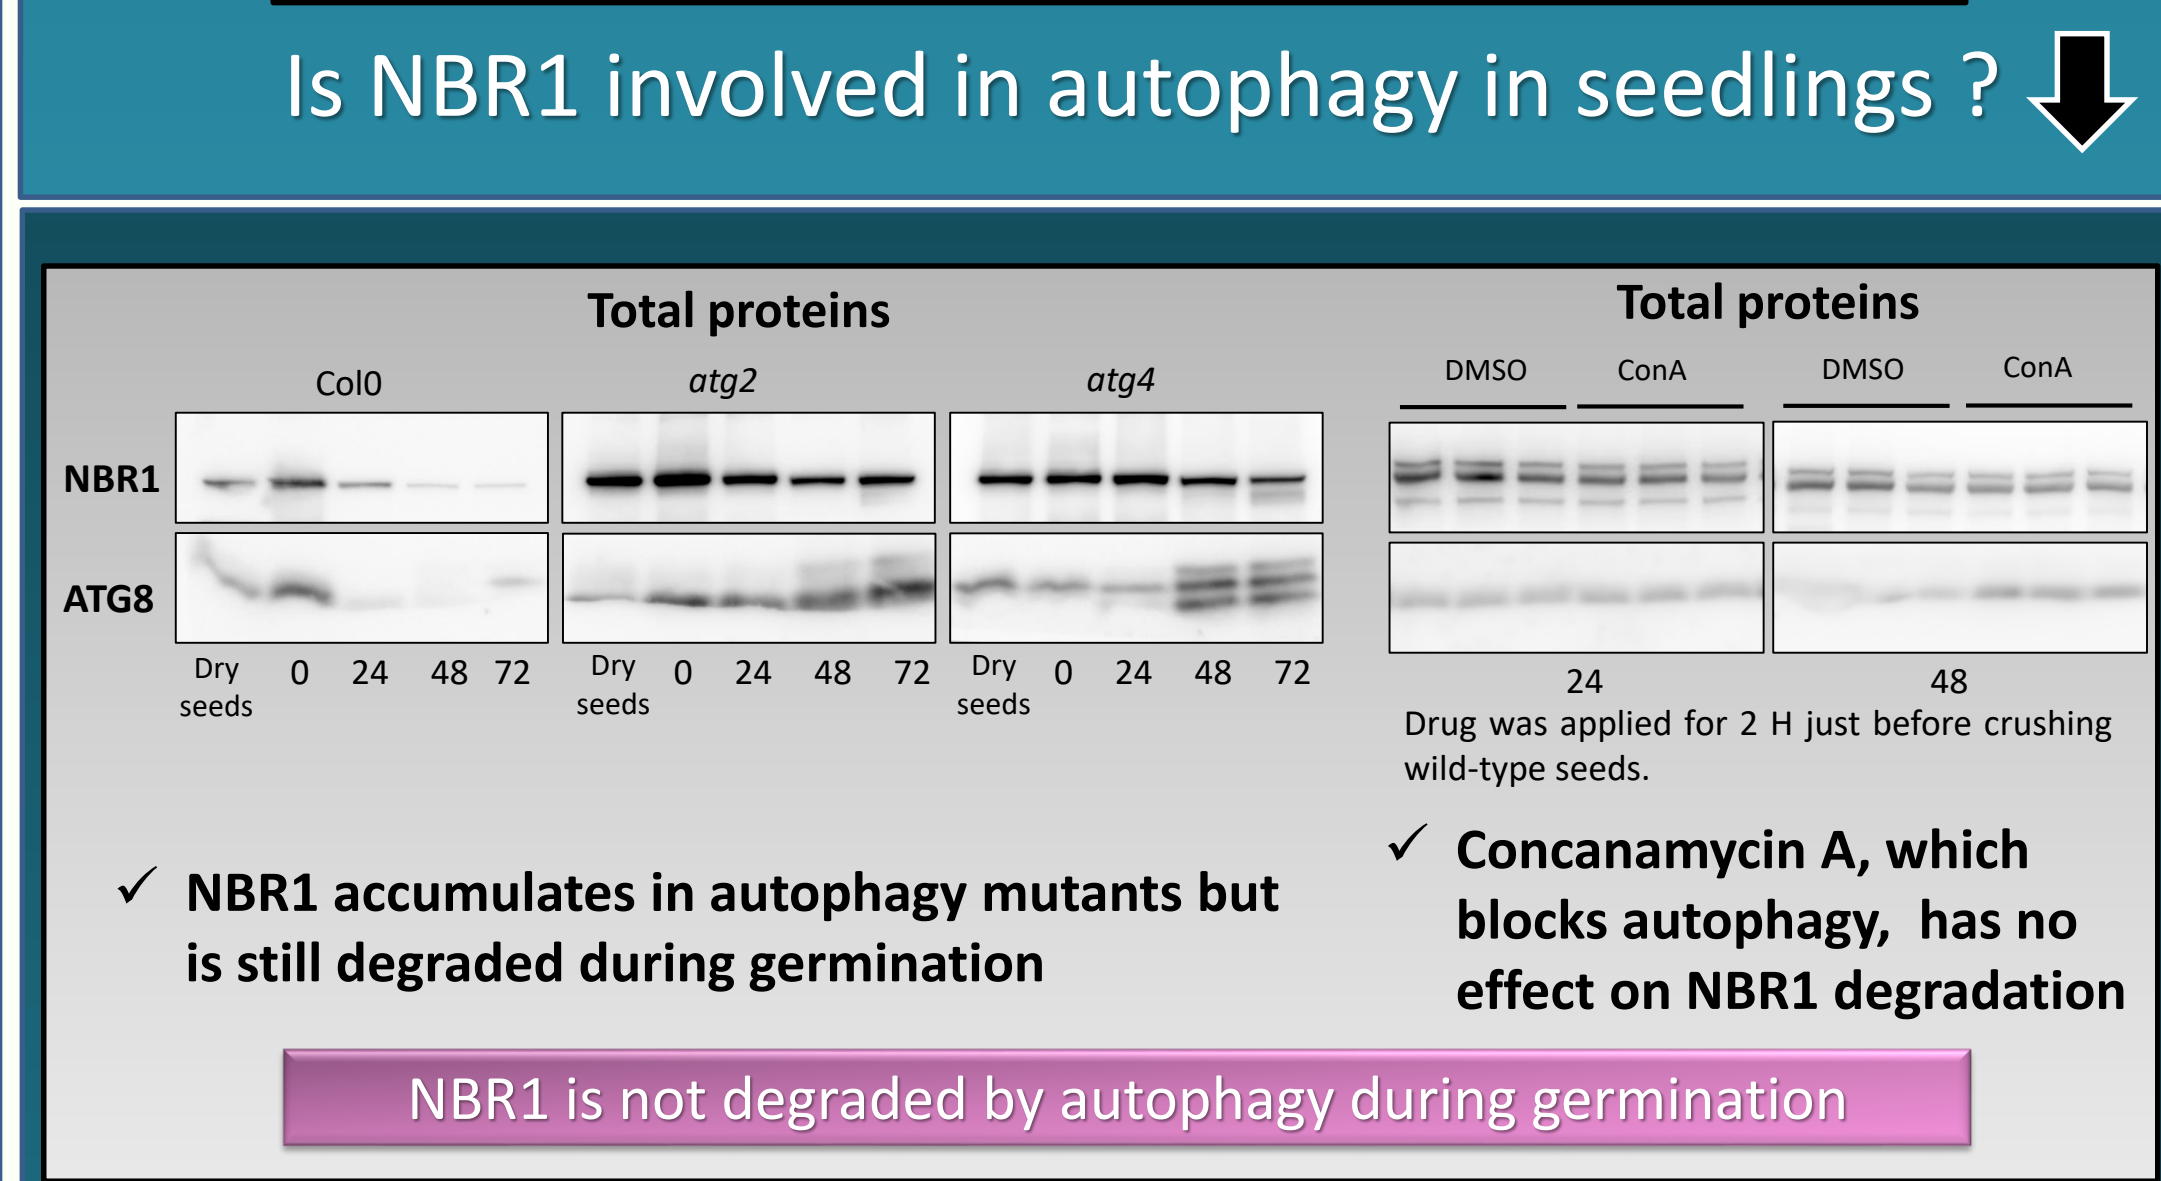 Is NBR1 involved in autophagy in seedlings ?
Total proteins
Col0 atg2 atg4
NBR1
ATG8
Dry seeds 0 24 48 72 Dry seeds 0 24 48 72 Dry seeds 0 24 48 72
✓ NBR1 accumulates in autophagy mutants but
is still degraded during germination
Total proteins
DMSO ConA DMSO ConA
24 48
Drug was applied for 2 H just before crushing
wild-type seeds.
✓ Concanamycin A, which
blocks autophagy, has no
effect on NBR1 degradation
NBR1 is not degraded by autophagy during germination